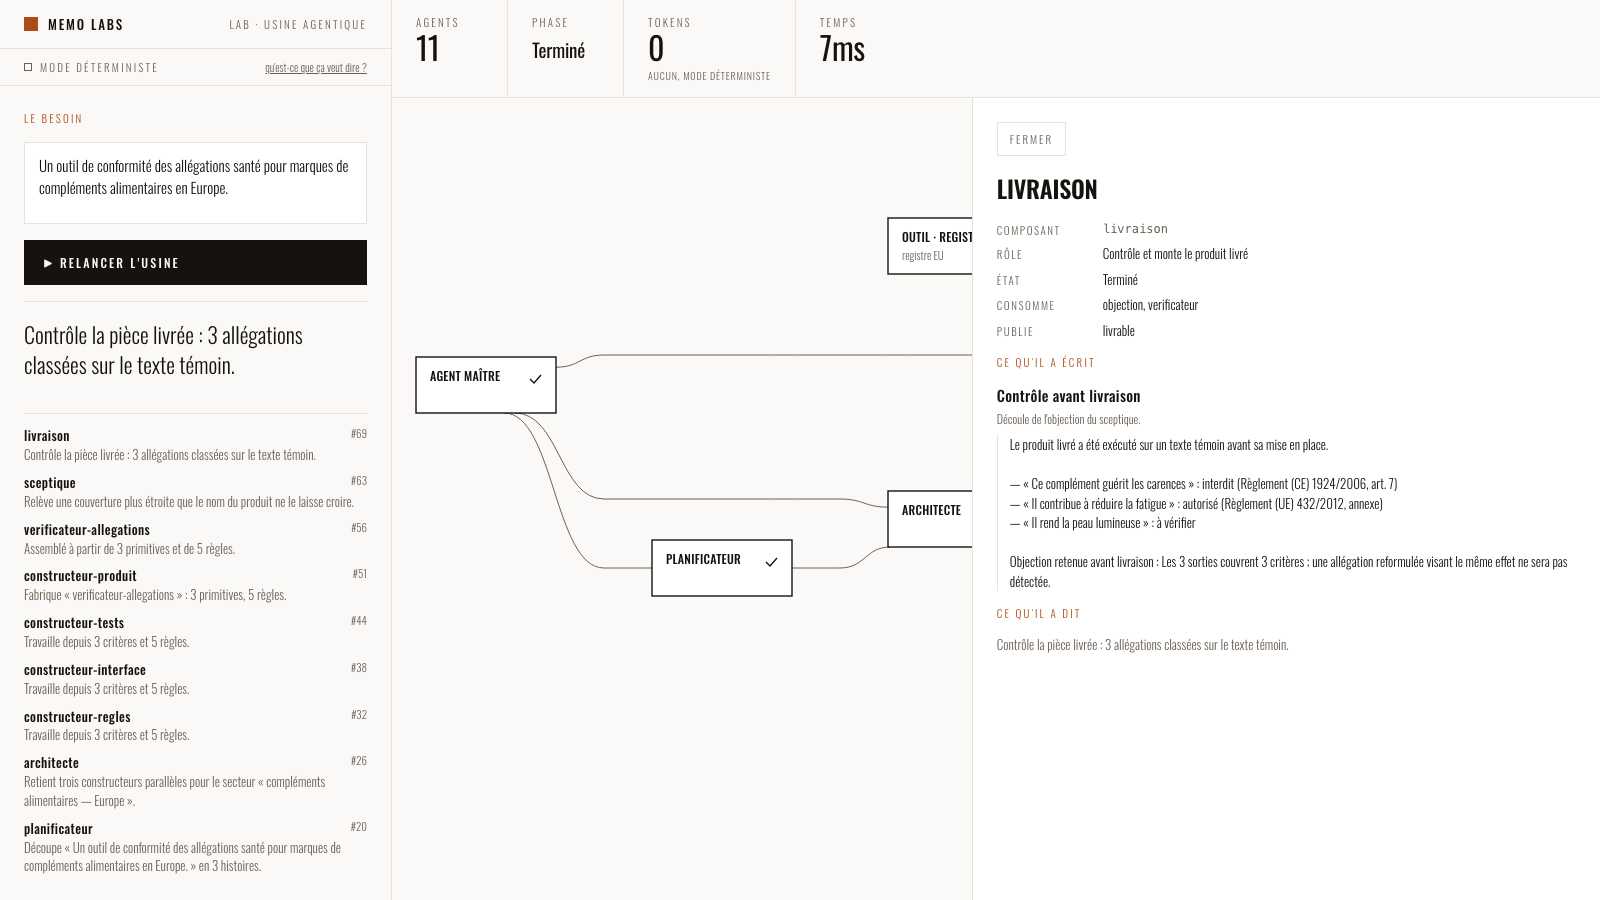 MEMO LABS
LAB · USINE AGENTIQUE
MODE DÉTERMINISTE
qu'est-ce que ça veut dire ?
LE BESOIN
Un outil de conformité des allégations santé pour marques de
compléments alimentaires en Europe.
▶ RELANCER L'USINE
Contrôle la pièce livrée : 3 allégations
classées sur le texte témoin.
livraison
#69
Contrôle la pièce livrée : 3 allégations classées sur le texte témoin.
sceptique
#63
Relève une couverture plus étroite que le nom du produit ne le laisse croire.
verificateur-allegations
#56
Assemblé à partir de 3 primitives et de 5 règles.
constructeur-produit
#51
Fabrique « verificateur-allegations » : 3 primitives, 5 règles.
constructeur-tests
#44
Travaille depuis 3 critères et 5 règles.
constructeur-interface
#38
Travaille depuis 3 critères et 5 règles.
constructeur-regles
#32
Travaille depuis 3 critères et 5 règles.
architecte
#26
Retient trois constructeurs parallèles pour le secteur « compléments
alimentaires — Europe ».
planificateur
#20
Découpe « Un outil de conformité des allégations santé pour marques de
compléments alimentaires en Europe. » en 3 histoires.
AGENTS
11
PHASE
Terminé
TOKENS
0
AUCUN, MODE DÉTERMINISTE
TEMPS
7ms
OUTIL · REGIST
registre EU
AGENT MAÎTRE
ARCHITECTE
PLANIFICATEUR
FERMER
LIVRAISON
COMPOSANT
livraison
RÔLE
Contrôle et monte le produit livré
ÉTAT
Terminé
CONSOMME
objection, verificateur
PUBLIE
livrable
CE QU'IL A ÉCRIT
Contrôle avant livraison
Découle de l'objection du sceptique.
Le produit livré a été exécuté sur un texte témoin avant sa mise en place.
— « Ce complément guérit les carences » : interdit (Règlement (CE) 1924/2006, art. 7)
— « Il contribue à réduire la fatigue » : autorisé (Règlement (UE) 432/2012, annexe)
— « Il rend la peau lumineuse » : à vérifier
Objection retenue avant livraison : Les 3 sorties couvrent 3 critères ; une allégation reformulée visant le même effet ne sera pas
détectée.
CE QU'IL A DIT
Contrôle la pièce livrée : 3 allégations classées sur le texte témoin.